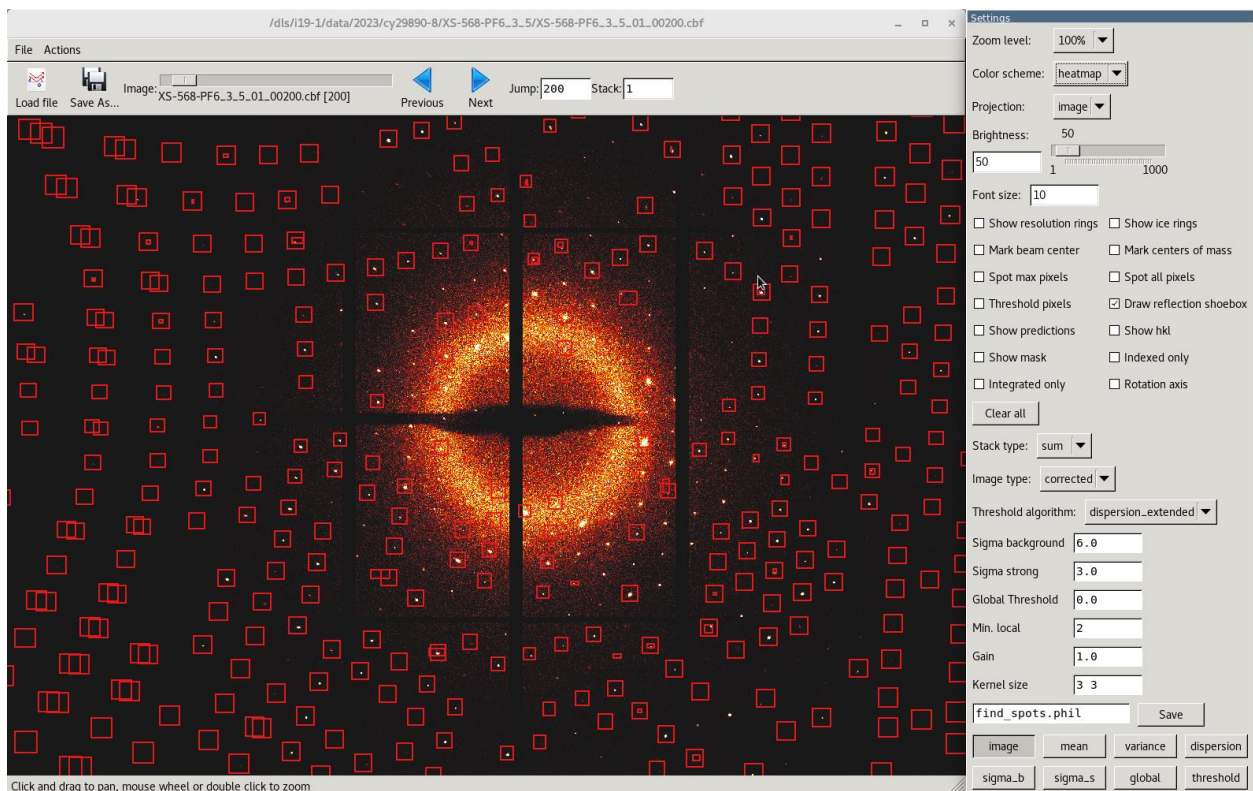 /dls/i19-1/data/2023/cy29890-8/XS-568-PF6_3_5/XS-568-PF6_3_5_01_00200.cbf
File Actions
Load file Save As... Image: XS-568-PF6_3_5_01_00200.cbf [200] Previous Next Jump: 200 Stack: 1
Settings
Zoom level: 100%
Color scheme: heatmap
Projection: image
Brightness: 50
50 1 1000
Font size: 10
Show resolution rings Show ice rings
Mark beam center Mark centers of mass
Spot max pixels Spot all pixels
Threshold pixels Draw reflection shoebox
Show predictions Show hkl
Show mask Indexed only
Integrated only Rotation axis
Clear all
Stack type: sum
Image type: corrected
Threshold algorithm: dispersion_extended
Sigma background 6.0
Sigma strong 3.0
Global Threshold 0.0
Min. local 2
Gain 1.0
Kernel size 3 3
find_spots.phil Save
image mean variance dispersion
sigma_b sigma_s global threshold
Click and drag to pan, mouse wheel or double click to zoom